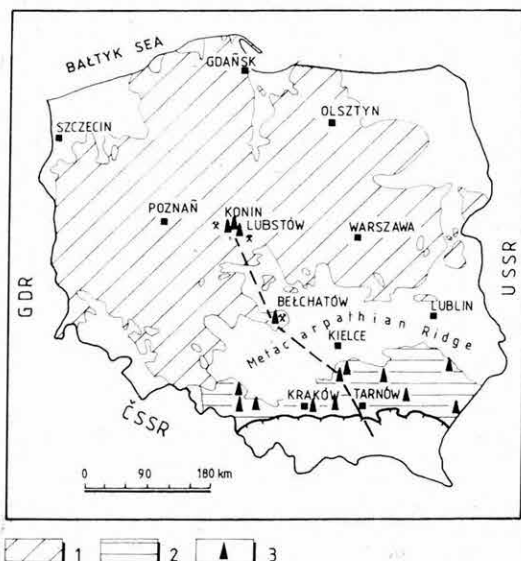 BAŁTYK SEA
GDAŃSK
OLSZTYN
SZCZECIN
POZNAŃ
KONIN
LUBSTÓW
WARSZAWA
GDR
USSR
BEŁCHATÓW
LUBLIN
Metacarpathian Ridge
KIELCE
KRAKÓW
TARNÓW
ČSSR
0 90 180 km
1 2 3